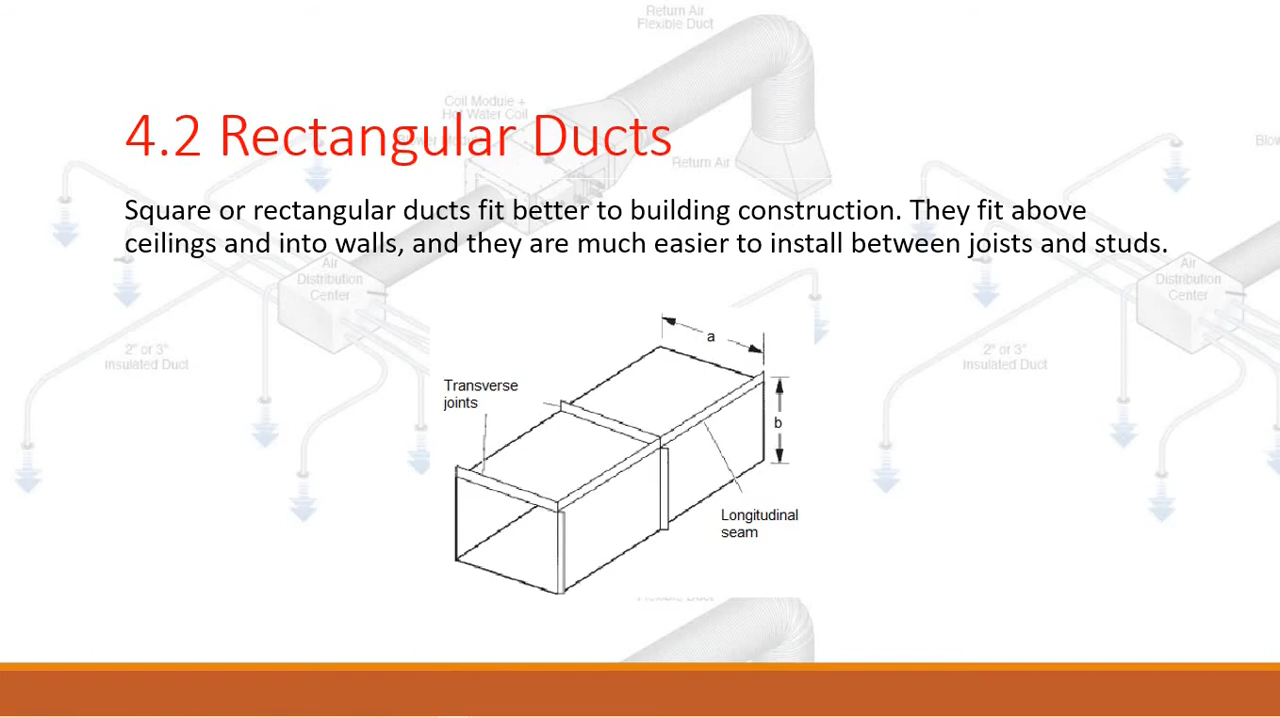 Return Air
Flexible Duct
Coil Module +
Hot Water Coil
4.2 Rectangular Ducts
Return Air
Blow
Square or rectangular ducts fit better to building construction. They fit above
ceilings and into walls, and they are much easier to install between joists and studs.
Air
Distribution
Center
Air
Distribution
Center
2" or 3"
Insulated Duct
2" or 3"
Insulated Duct
a
Transverse
joints
b
Longitudinal
seam